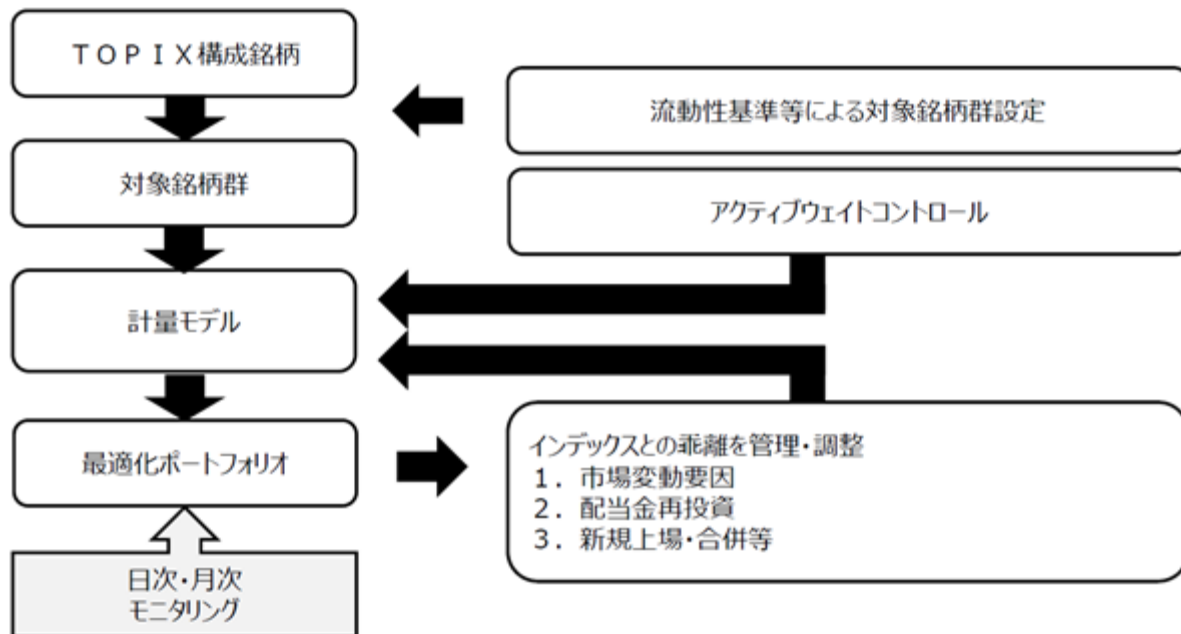 TOPIX構成銘柄
流動性基準等による対象銘柄群設定
対象銘柄群
アクティブウェイトコントロール
計量モデル
最適化ポートフォリオ
インデックスとの乖離を管理・調整
1．市場変動要因
2．配当金再投資
3．新規上場・合併等
日次・月次
モニタリング